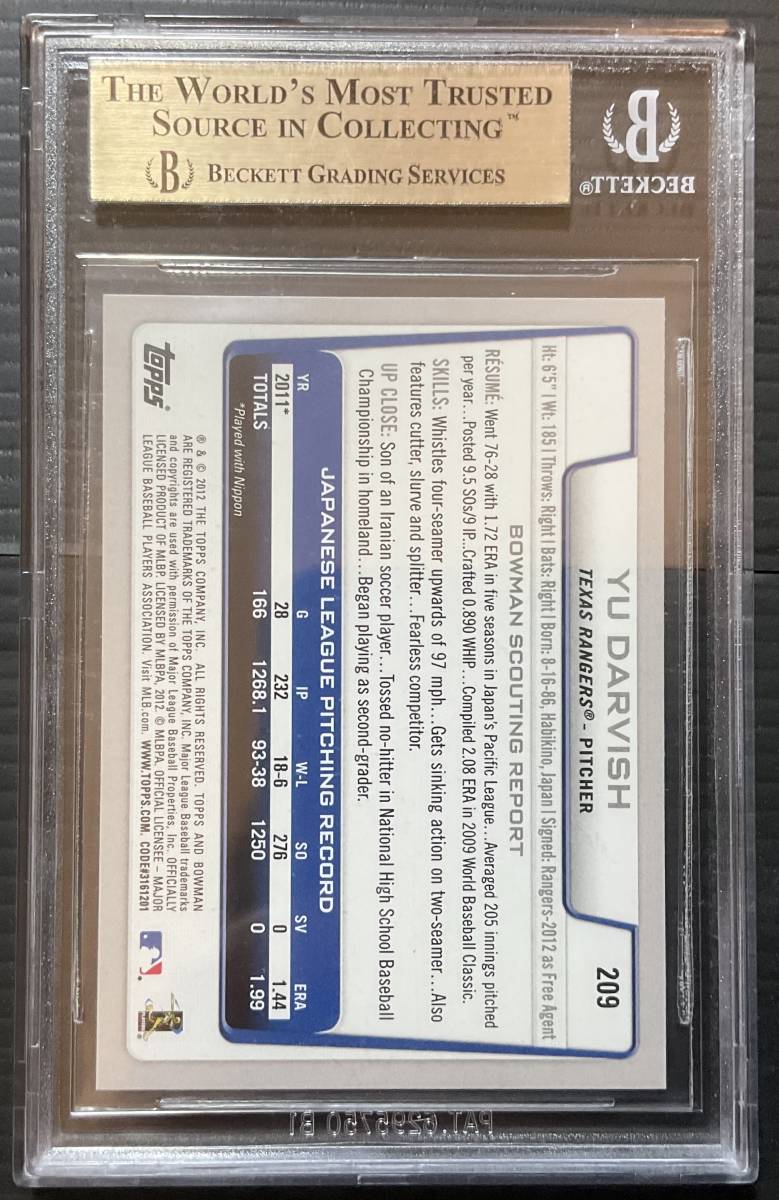 THE WORLD'S MOST TRUSTED
SOURCE IN COLLECTING™
B BECKETT GRADING SERVICES
B
BECKETT®
209
YU DARVISH
TEXAS RANGERS® - PITCHER
Ht: 6'5" | Wt: 185 | Throws: Right | Bats: Right | Born: 8-16-86, Habikino, Japan | Signed: Rangers-2012 as Free Agent
BOWMAN SCOUTING REPORT
RÉSUMÉ: Went 76-28 with 1.72 ERA in five seasons in Japan's Pacific League...Averaged 205 innings pitched
per year...Posted 9.5 SOs/9 IP...Crafted 0.890 WHIP...Compiled 2.08 ERA in 2009 World Baseball Classic.
SKILLS: Whistles four-seamer upwards of 97 mph...Gets sinking action on two-seamer...Also
features cutter, slurve and splitter...Fearless competitor.
UP CLOSE: Son of an Iranian soccer player...Tossed no-hitter in National High School Baseball
Championship in homeland...Began playing as second-grader.
JAPANESE LEAGUE PITCHING RECORD
YR G IP W-L SO SV ERA
2011* 28 232 18-6 276 0 1.44
TOTALS 166 1268.1 93-38 1250 0 1.99
*Played with Nippon
topps®
® & © 2012 THE TOPPS COMPANY, INC. ALL RIGHTS RESERVED. TOPPS AND BOWMAN
ARE REGISTERED TRADEMARKS OF THE TOPPS COMPANY, INC. Major League Baseball trademarks
and copyrights are used with permission of Major League Baseball Properties, Inc. OFFICIALLY
LICENSED PRODUCT OF MLBP. LICENSED BY MLBPA, 2012. © MLBPA, OFFICIAL LICENSEE – MAJOR
LEAGUE BASEBALL PLAYERS ASSOCIATION. Visit MLB.com. WWW.TOPPS.COM. CODE#3161201
PAT. 6295750 B1